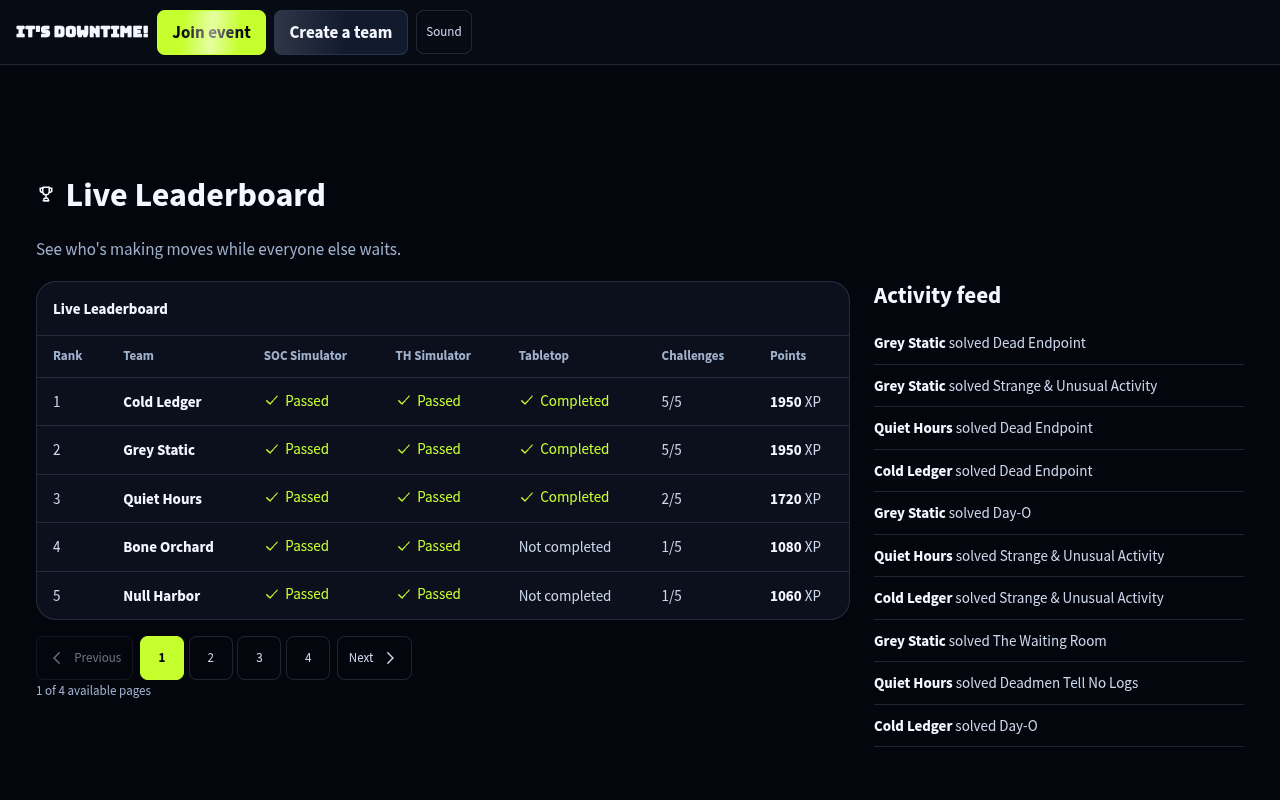 IT'S DOWNTIME!
Join event
Create a team
Sound
Live Leaderboard
See who's making moves while everyone else waits.
Live Leaderboard
Rank Team SOC Simulator TH Simulator Tabletop Challenges Points
1 Cold Ledger Passed Passed Completed 5/5 1950 XP
2 Grey Static Passed Passed Completed 5/5 1950 XP
3 Quiet Hours Passed Passed Completed 2/5 1720 XP
4 Bone Orchard Passed Passed Not completed 1/5 1080 XP
5 Null Harbor Passed Passed Not completed 1/5 1060 XP
Previous 1 2 3 4 Next
1 of 4 available pages
Activity feed
Grey Static solved Dead Endpoint
Grey Static solved Strange & Unusual Activity
Quiet Hours solved Dead Endpoint
Cold Ledger solved Dead Endpoint
Grey Static solved Day-O
Quiet Hours solved Strange & Unusual Activity
Cold Ledger solved Strange & Unusual Activity
Grey Static solved The Waiting Room
Quiet Hours solved Deadmen Tell No Logs
Cold Ledger solved Day-O